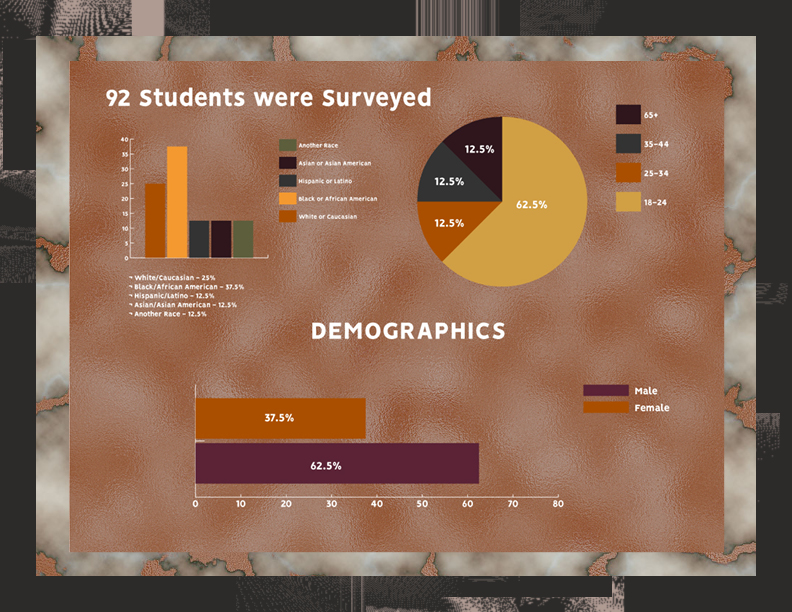 92 Students were Surveyed
40
35
30
25
20
15
10
5
0
Another Race
Asian or Asian American
Hispanic or Latino
Black or African American
White or Caucasian
¬ White/Caucasian – 25%
¬ Black/African American – 37.5%
¬ Hispanic/Latino – 12.5%
¬ Asian/Asian American – 12.5%
¬ Another Race – 12.5%
12.5%
12.5%
12.5%
62.5%
65+
35–44
25–34
18–24
DEMOGRAPHICS
37.5%
62.5%
0 10 20 30 40 50 60 70 80
Male
Female